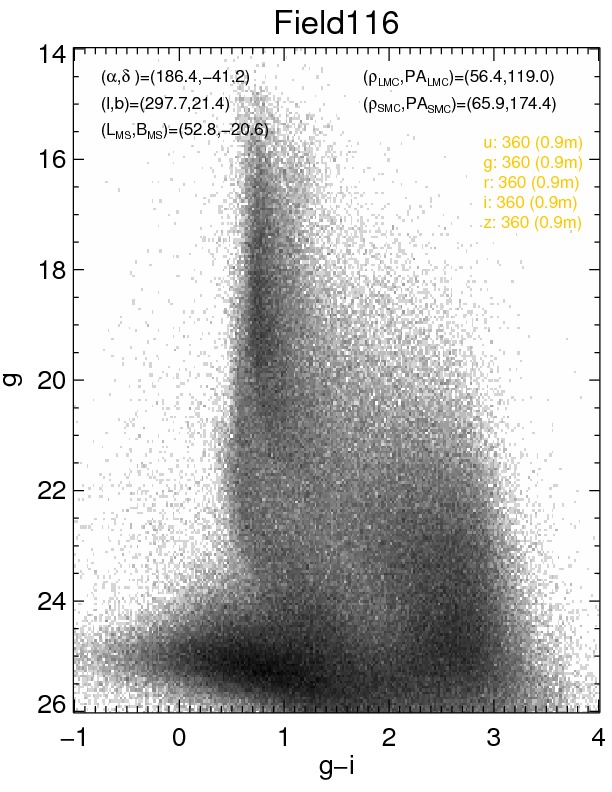 Field116
(α,δ)=(186.4,−41.2)
(ρLMC,PALMC)=(56.4,119.0)
(l,b)=(297.7,21.4)
(ρSMC,PASMC)=(65.9,174.4)
(LMS,BMS)=(52.8,−20.6)
u: 360 (0.9m)
g: 360 (0.9m)
r: 360 (0.9m)
i: 360 (0.9m)
z: 360 (0.9m)
14
16
18
20
22
24
26
g
−1 0 1 2 3 4
g−i